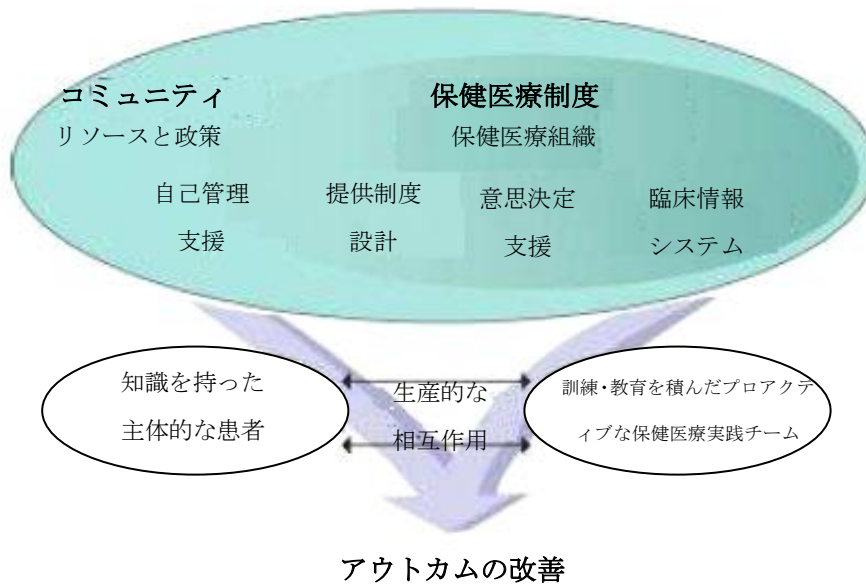 コミュニティ
リソースと政策
保健医療制度
保健医療組織
自己管理
支援
提供制度
設計
意思決定
支援
臨床情報
システム
知識を持った
主体的な患者
生産的な
相互作用
訓練・教育を積んだプロアクテ
ィブな保健医療実践チーム
アウトカムの改善